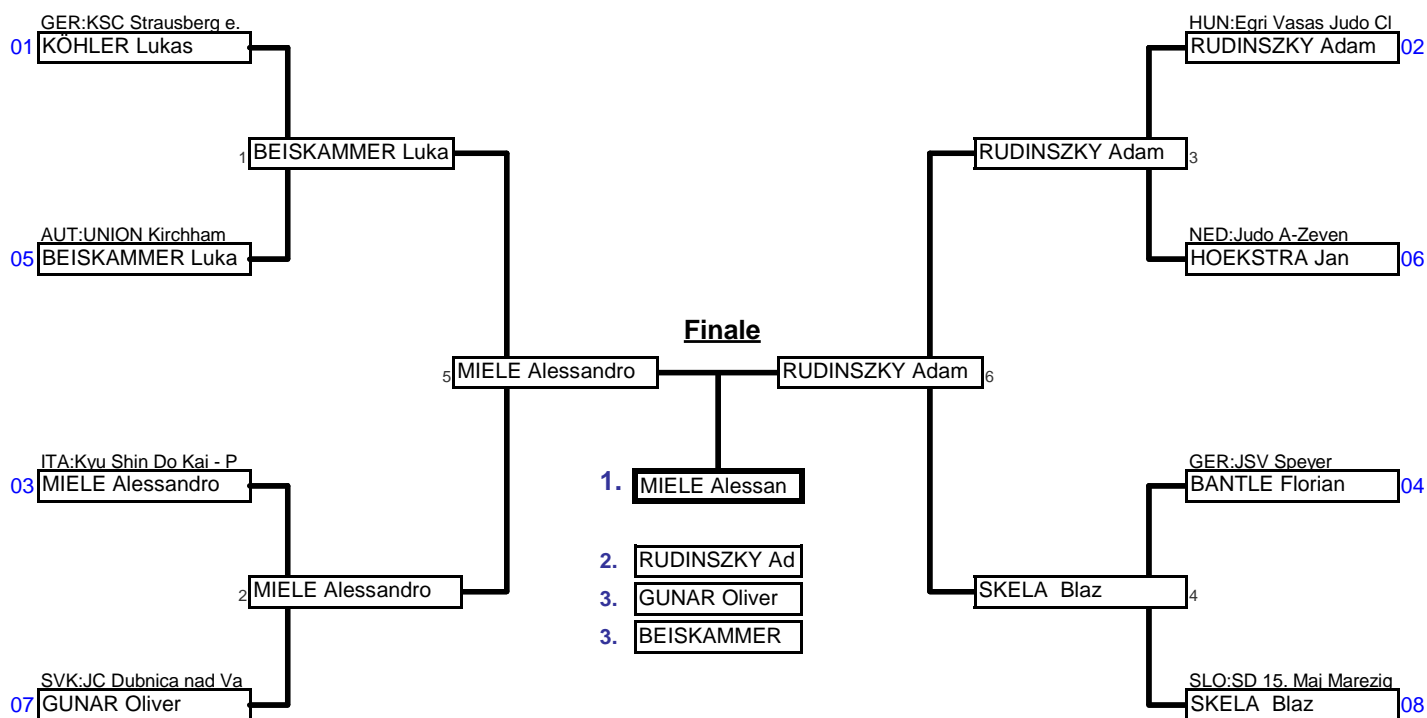 GER:KSC Strausberg e.
01 KÖHLER Lukas
HUN:Egri Vasas Judo Cl
RUDINSZKY Adam 02
1 BEISKAMMER Luka
RUDINSZKY Adam 3
AUT:UNION Kirchham
05 BEISKAMMER Luka
NED:Judo A-Zeven
HOEKSTRA Jan 06
Finale
5 MIELE Alessandro
RUDINSZKY Adam 6
ITA:Kyu Shin Do Kai - P
03 MIELE Alessandro
1. MIELE Alessan
GER:JSV Speyer
BANTLE Florian 04
2. RUDINSZKY Ad
2 MIELE Alessandro
3. GUNAR Oliver
SKELA  Blaz 4
3. BEISKAMMER
SVK:JC Dubnica nad Va
07 GUNAR Oliver
SLO:SD 15. Maj Marezig
SKELA  Blaz 08